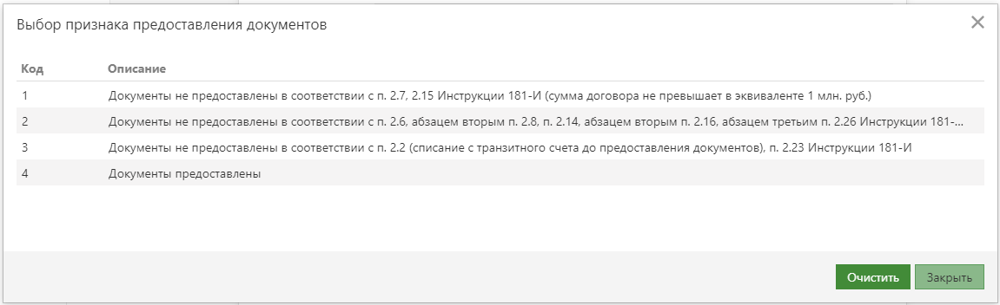 Выбор признака предоставления документов
Код Описание
1 Документы не предоставлены в соответствии с п. 2.7, 2.15 Инструкции 181-И (сумма договора не превышает в эквиваленте 1 млн. руб.)
2 Документы не предоставлены в соответствии с п. 2.6, абзацем вторым п. 2.8, п. 2.14, абзацем вторым п. 2.16, абзацем третьим п. 2.26 Инструкции 181-...
3 Документы не предоставлены в соответствии с п. 2.2 (списание с транзитного счета до предоставления документов), п. 2.23 Инструкции 181-И
4 Документы предоставлены
Очистить Закрыть